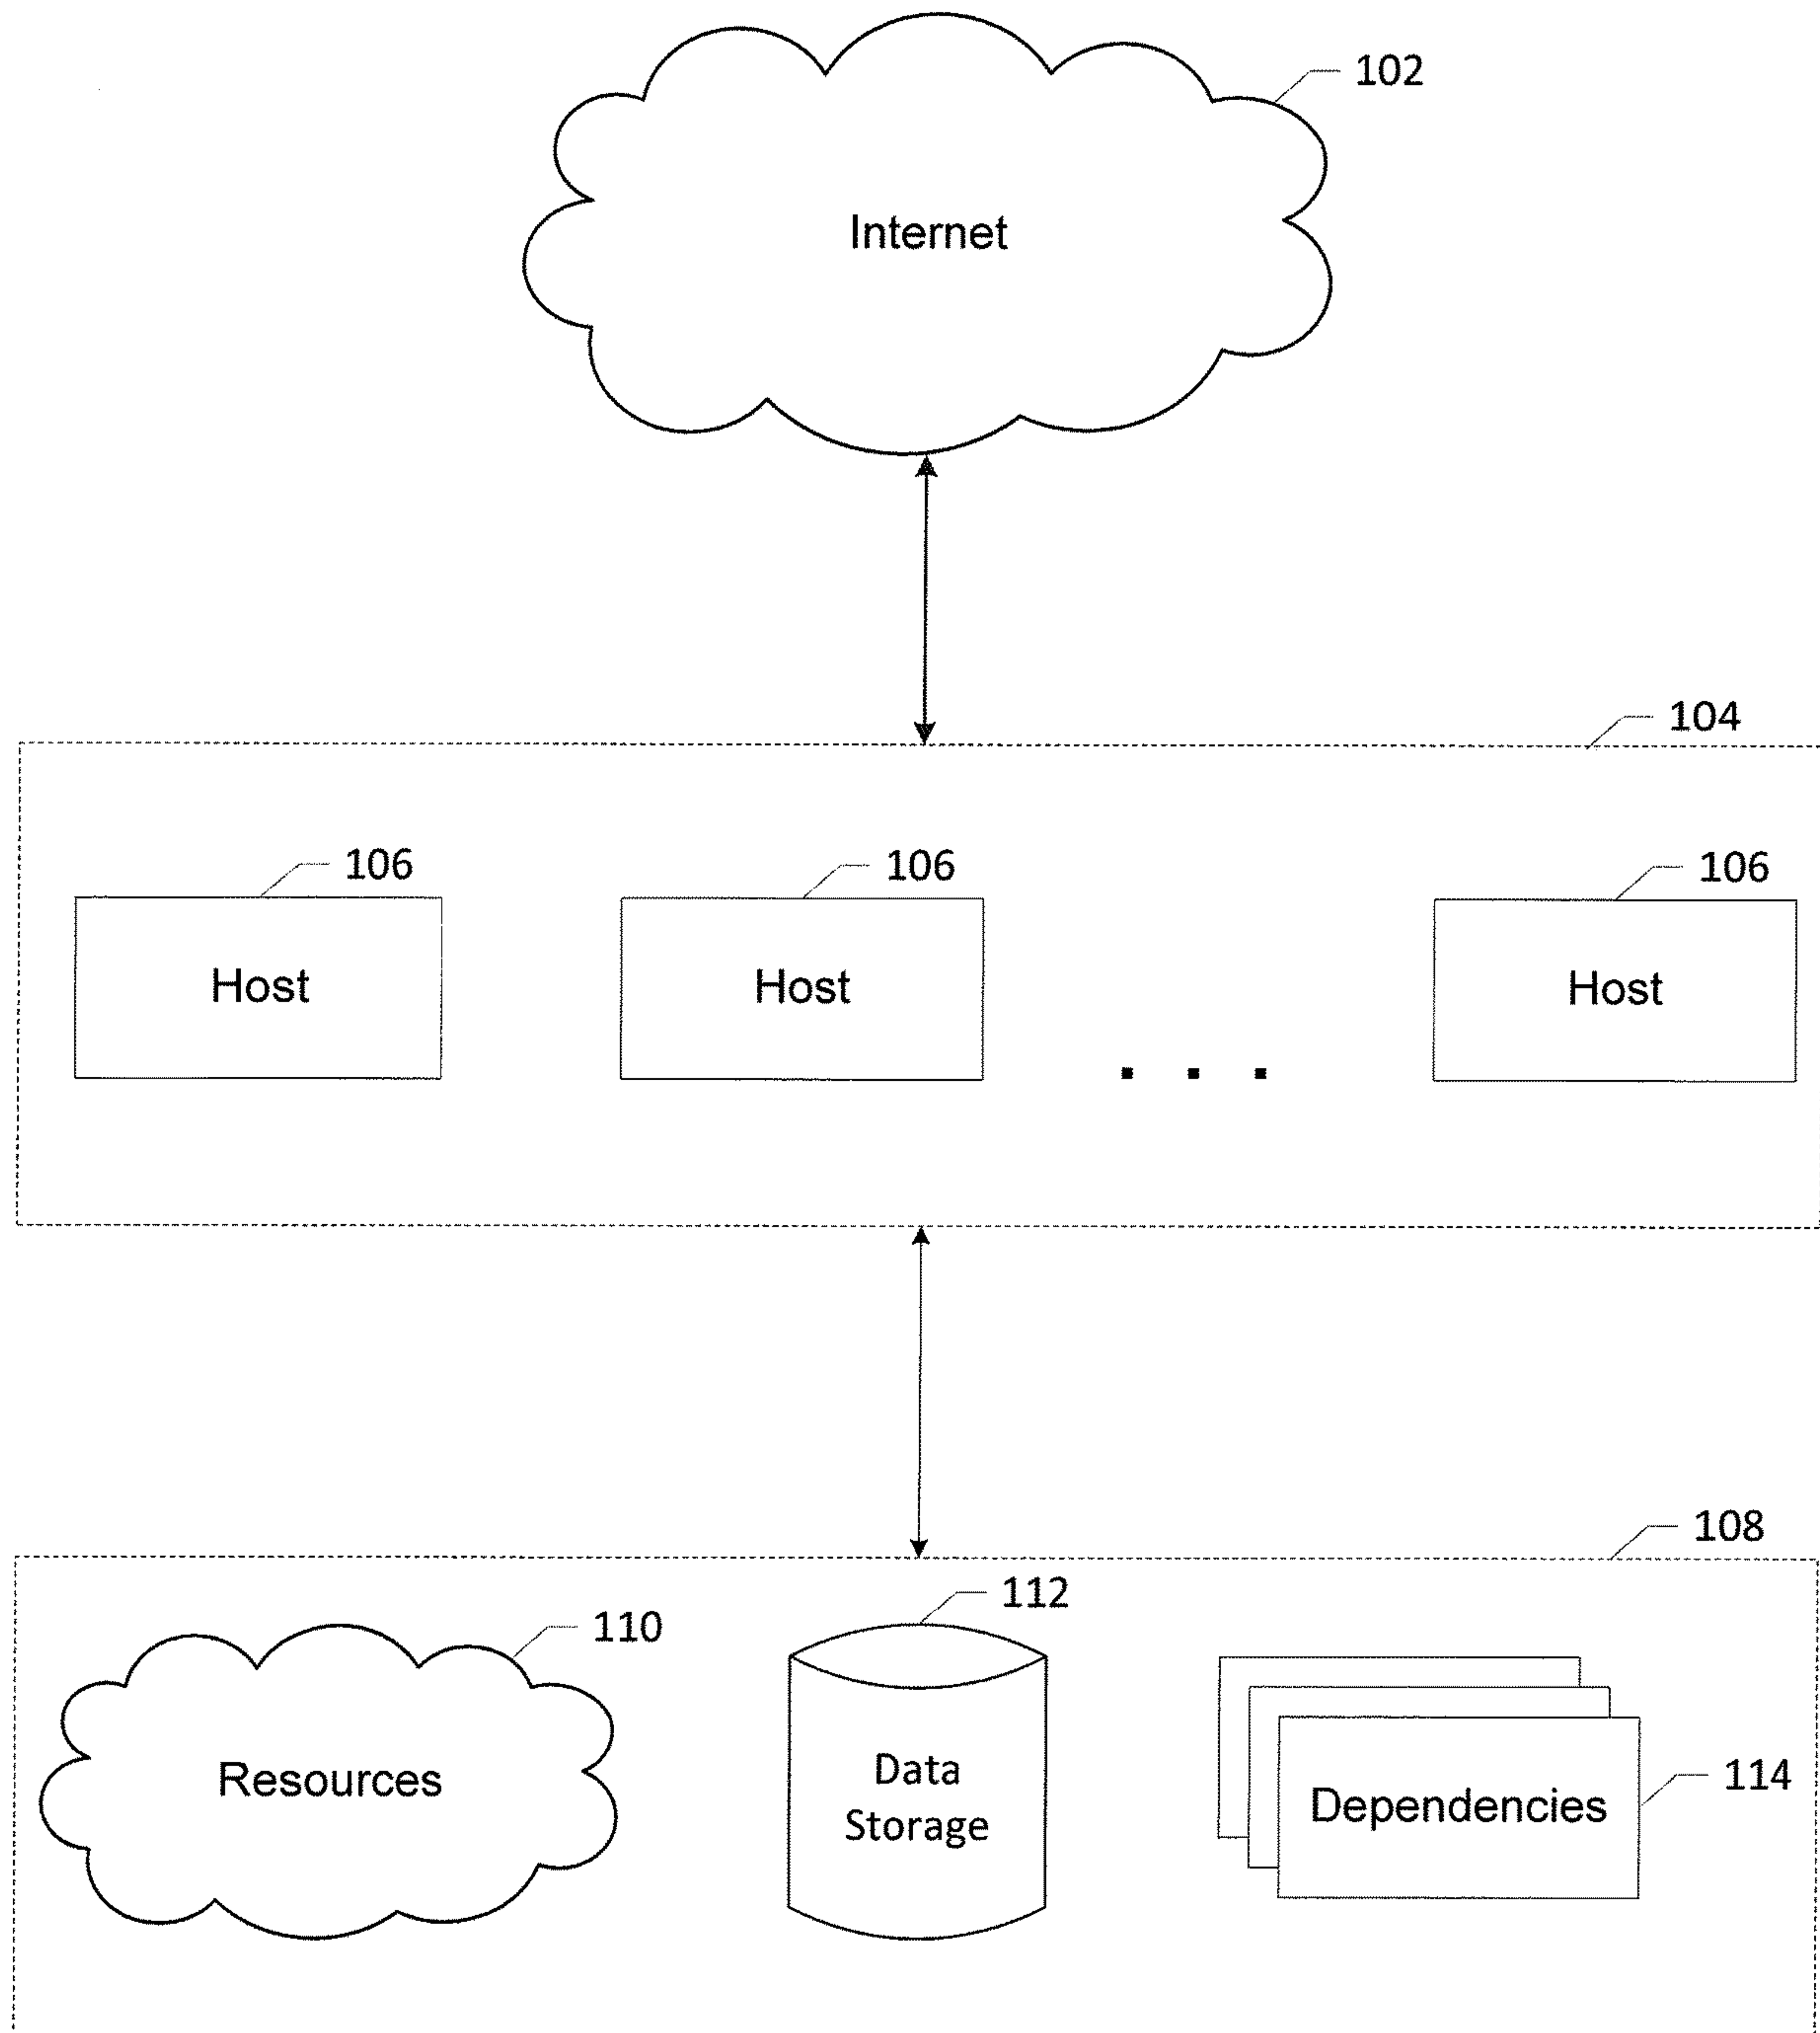 102
Internet
104
106 106 106
Host Host Host
. . .
108
112
110
Data
Storage
Resources
114
Dependencies